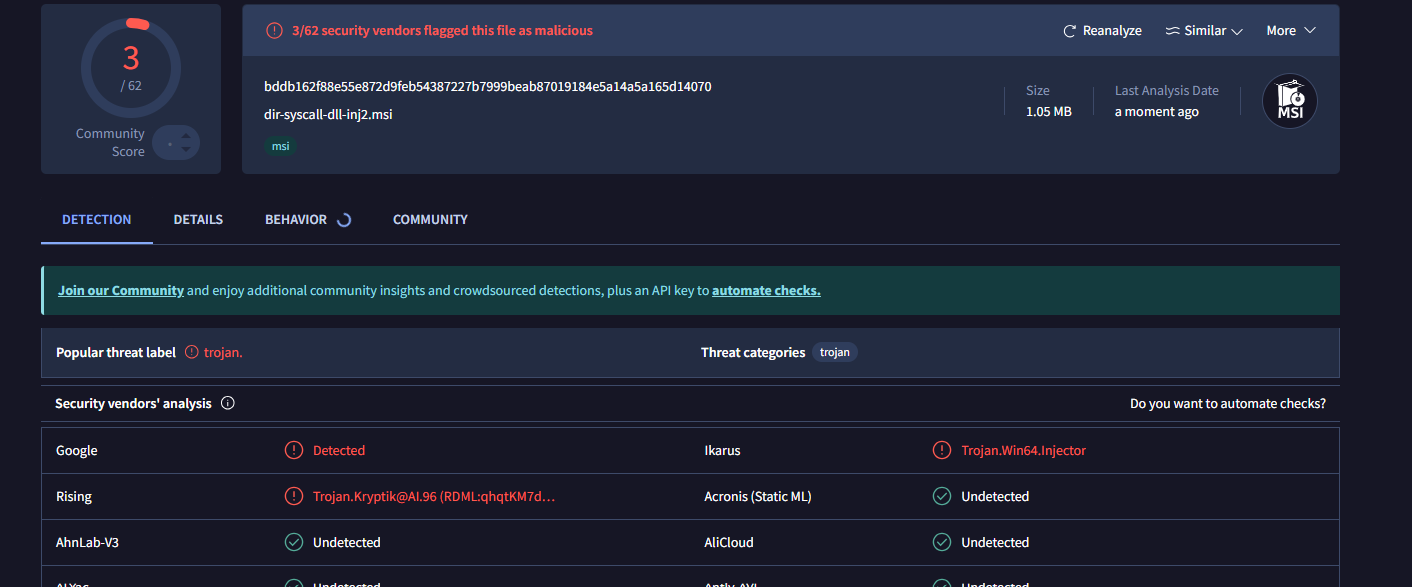 3
/ 62
Community
Score
3/62 security vendors flagged this file as malicious
Reanalyze
Similar
More
bddb162f88e55e872d9feb54387227b7999beab87019184e5a14a5a165d14070
dir-syscall-dll-inj2.msi
msi
Size
1.05 MB
Last Analysis Date
a moment ago
MSI
DETECTION
DETAILS
BEHAVIOR
COMMUNITY
Join our Community and enjoy additional community insights and crowdsourced detections, plus an API key to automate checks.
Popular threat label
trojan.
Threat categories
trojan
Security vendors' analysis
Do you want to automate checks?
Google
Detected
Ikarus
Trojan.Win64.Injector
Rising
Trojan.Kryptik@AI.96 (RDML:qhqtKM7d…
Acronis (Static ML)
Undetected
AhnLab-V3
Undetected
AliCloud
Undetected
Undetected
Undetected